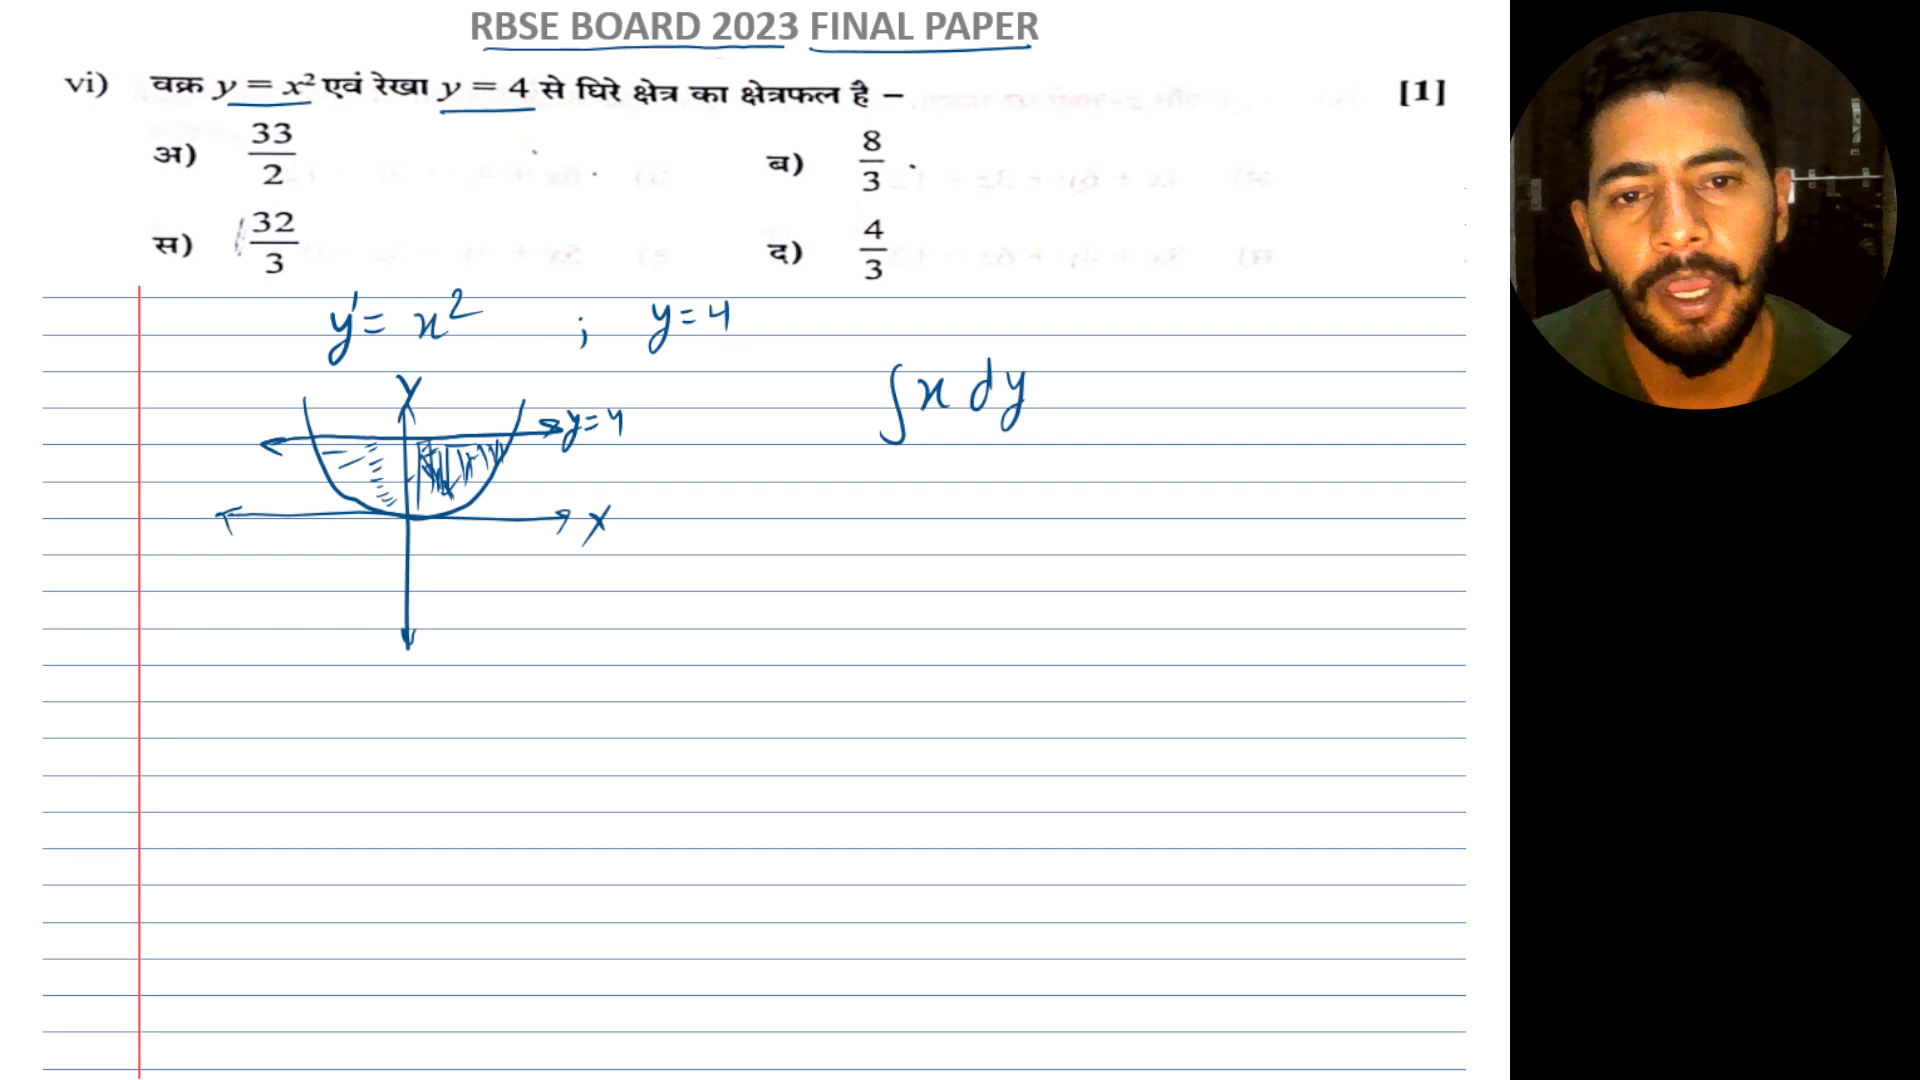 RBSE BOARD 2023 FINAL PAPER
vi) वक्र y = x² एवं रेखा y = 4 से घिरे क्षेत्र का क्षेत्रफल है – [1]
अ) 33/2 ब) 8/3
स) 32/3 द) 4/3
y = x² ; y = 4
∫ x dy
Y
y = 4
X